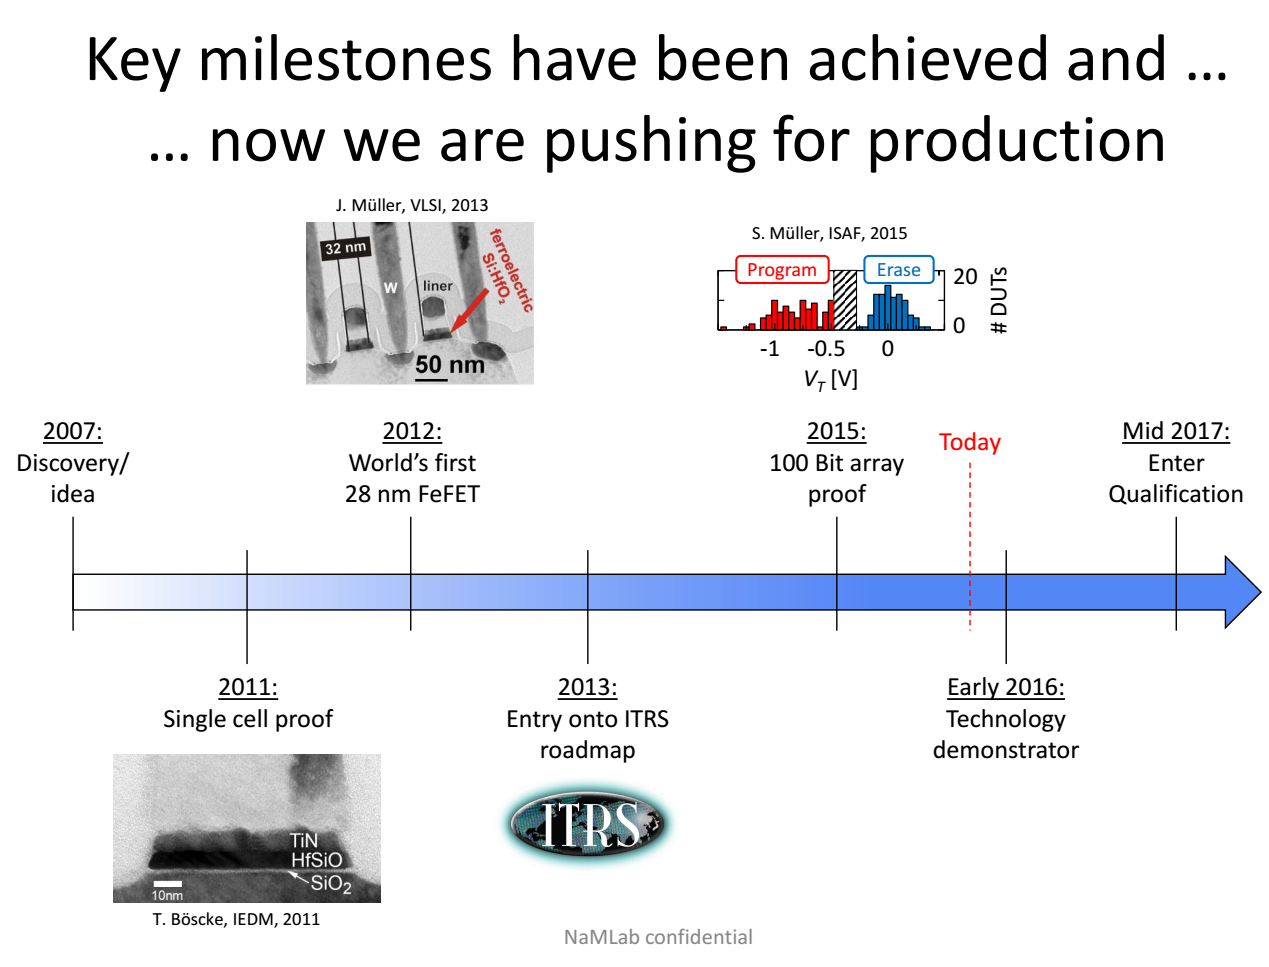 Key milestones have been achieved and …
… now we are pushing for production
J. Müller, VLSI, 2013
32 nm
W
liner
ferroelectric
Si:HfO2
50 nm
S. Müller, ISAF, 2015
Program
Erase
20
0
# DUTs
-1
-0.5
0
VT [V]
2007:
Discovery/
idea
2012:
World’s first
28 nm FeFET
2015:
100 Bit array
proof
Today
Mid 2017:
Enter
Qualification
2011:
Single cell proof
2013:
Entry onto ITRS
roadmap
Early 2016:
Technology
demonstrator
TiN
HfSiO
SiO2
10nm
T. Böscke, IEDM, 2011
ITRS
NaMLab confidential